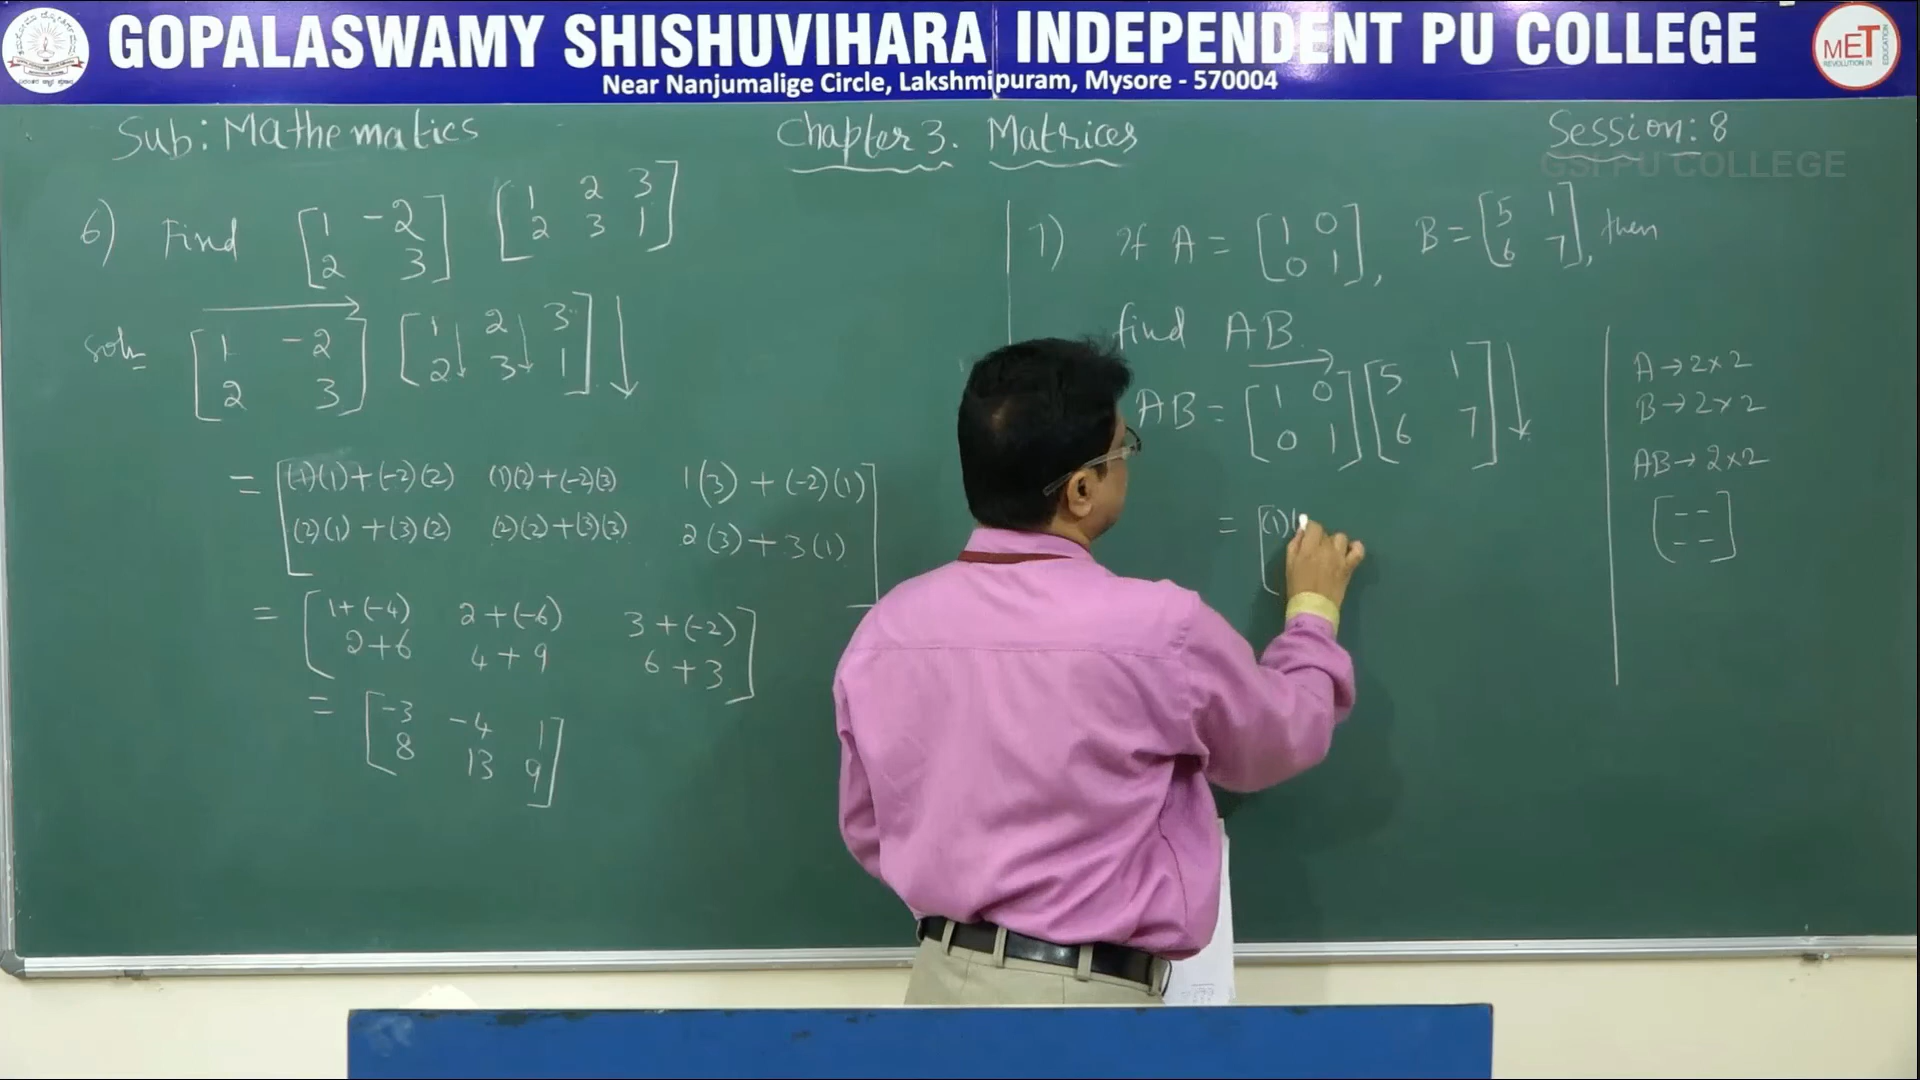 GOPALASWAMY SHISHUVIHARA INDEPENDENT PU COLLEGE
Near Nanjumalige Circle, Lakshmipuram, Mysore - 570004
MET
REVOLUTION IN EDUCATION
Sub: Mathematics
Chapter 3. Matrices
Session: 8
GSI PU COLLEGE
6) Find [1 -2 [1 2 3
2 3] 2 3 1]
soln [1 -2 [1 2 3
2 3] 2 3 1]
= [(1)(1)+(-2)(2) (1)(2)+(-2)(3) 1(3)+(-2)(1)
(2)(1)+(3)(2) (2)(2)+(3)(3) 2(3)+3(1)]
= [1+(-4) 2+(-6) 3+(-2)
2+6 4+9 6+3]
= [-3 -4 1
8 13 9]
7) If A = [1 0 B = [5 1 then
0 1], 6 7],
find AB.
AB = [1 0 [5 1
0 1] 6 7]
= [(1)(
A→2×2
B→2×2
AB→2×2
[- -
- -]